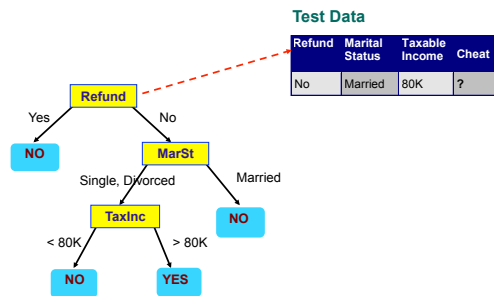 Test Data
Refund Marital Status Taxable Income Cheat
No Married 80K ?
Refund
Yes No
NO MarSt
Single, Divorced Married
TaxInc NO
< 80K > 80K
NO YES